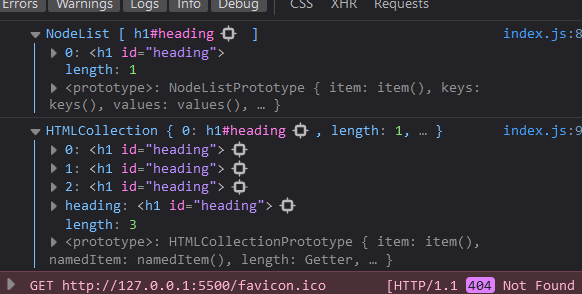 Errors Warnings Logs Info Debug CSS XHR Requests
NodeList [ h1#heading ] index.js:8
0: <h1 id="heading">
length: 1
<prototype>: NodeListPrototype { item: item(), keys:
keys(), values: values(), … }
HTMLCollection { 0: h1#heading , length: 1, … } index.js:9
0: <h1 id="heading">
1: <h1 id="heading">
2: <h1 id="heading">
heading: <h1 id="heading">
length: 3
<prototype>: HTMLCollectionPrototype { item: item(),
namedItem: namedItem(), length: Getter, … }
GET http://127.0.0.1:5500/favicon.ico [HTTP/1.1 404 Not Found